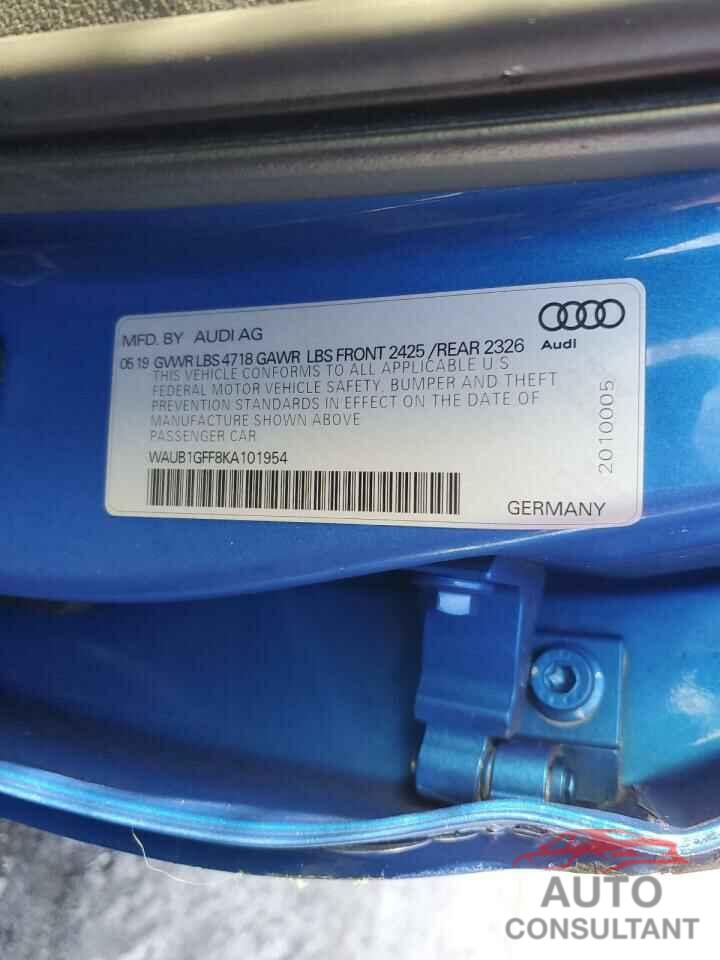 MFD. BY AUDI AG
Audi
05 19 GVWR LBS 4718 GAWR LBS FRONT 2425 /REAR 2326
THIS VEHICLE CONFORMS TO ALL APPLICABLE U S
FEDERAL MOTOR VEHICLE SAFETY, BUMPER AND THEFT
PREVENTION STANDARDS IN EFFECT ON THE DATE OF
MANUFACTURE SHOWN ABOVE
PASSENGER CAR
WAUB1GFF8KA101954
GERMANY
2010005
AUTO
CONSULTANT